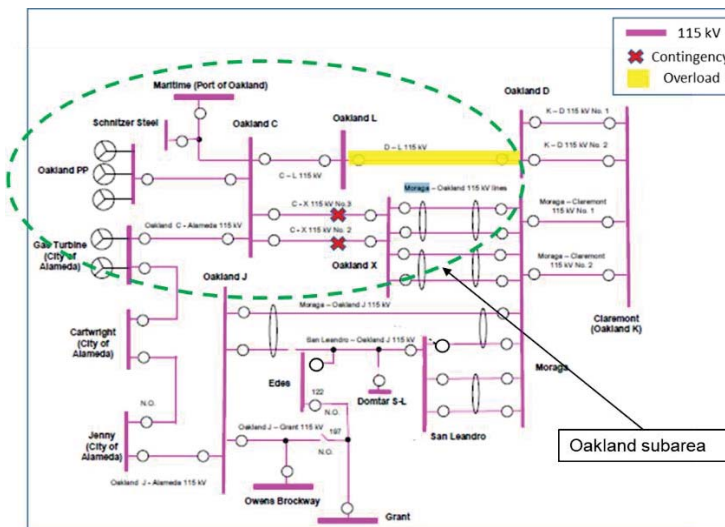 115 kV
Contingency
Overload
Maritime (Port of Oakland)
Oakland D
Schnitzer Steel
Oakland C
Oakland L
K – D 115 kV No. 1
D – L 115 kV
K – D 115 kV No. 2
Oakland PP
C – L 115 kV
Moraga – Oakland 115 kV lines
C - X 115 kV No.3
Moraga – Claremont
115 kV No. 1
Oakland C - Alameda 115 kV
C - X 115 kV No. 2
Gas Turbine
(City of
Alameda)
Oakland X
Moraga – Claremont
115 kV No. 2
Oakland J
Claremont
(Oakland K)
Moraga – Oakland J 115 kV
Cartwright
(City of
Alameda)
San Leandro – Oakland J 115 kV
Edes
Moraga
Domtar S-L
122
N.O.
N.O.
Oakland J – Grant 115 kV
197
San Leandro
N.O.
Jenny
(City of
Alameda)
Oakland subarea
Oakland J - Alameda 115 kV
Owens Brockway
Grant